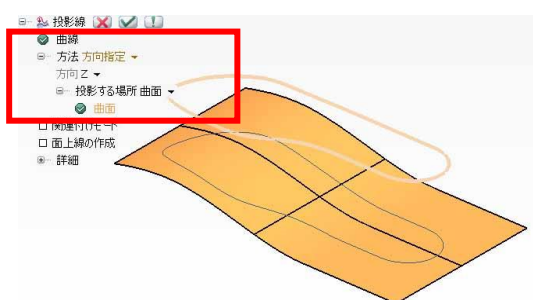 投影線
曲線
方法 方向指定
方向 Z
投影する場所 曲面
曲面
関連付けモード
面上線の作成
詳細